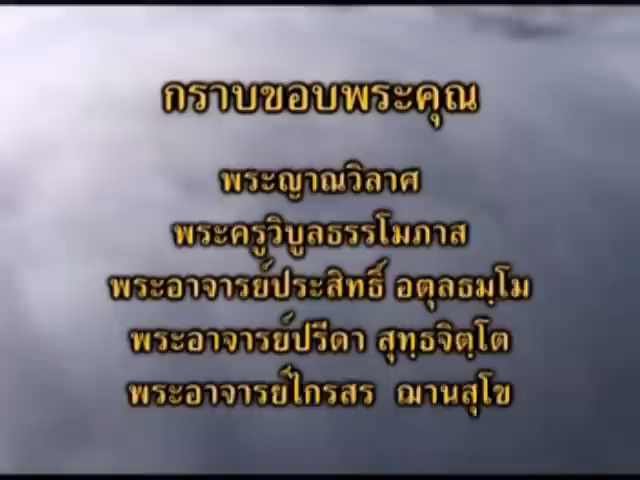 กราบขอบพระคุณ
พระญาณวิลาศ
พระครูวิบูลธรรโมภาส
พระอาจารย์ประสิทธิ์ อตุลธมฺโม
พระอาจารย์ปรีดา สุทฺธจิตฺโต
พระอาจารย์ไกรสร ฌานสุโข